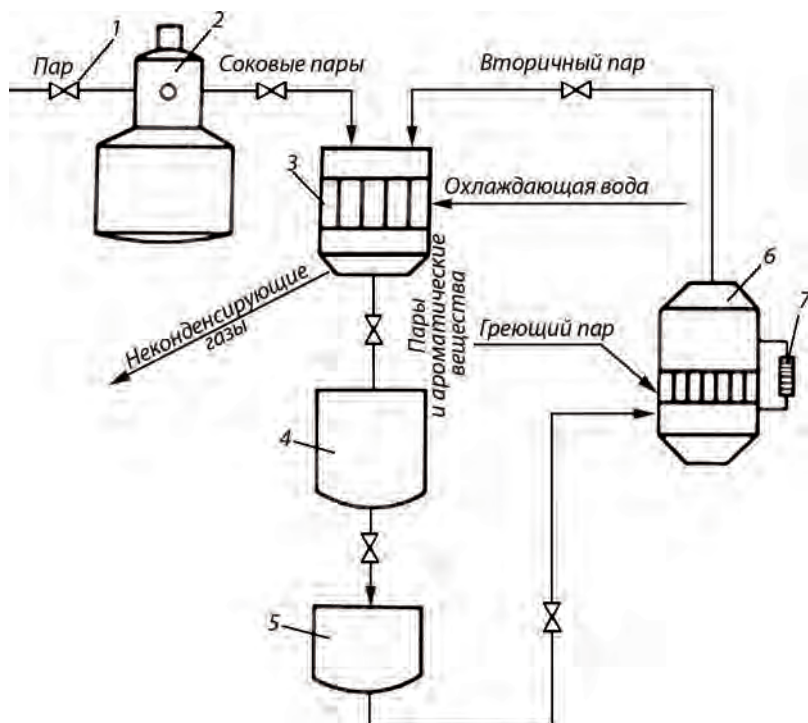 1
2
Пар
Соковые пары
Вторичный пар
3
Охлаждающая вода
6
7
Неконденсирующие
газы
Пары
и ароматические
вещества
Греющий пар
4
5